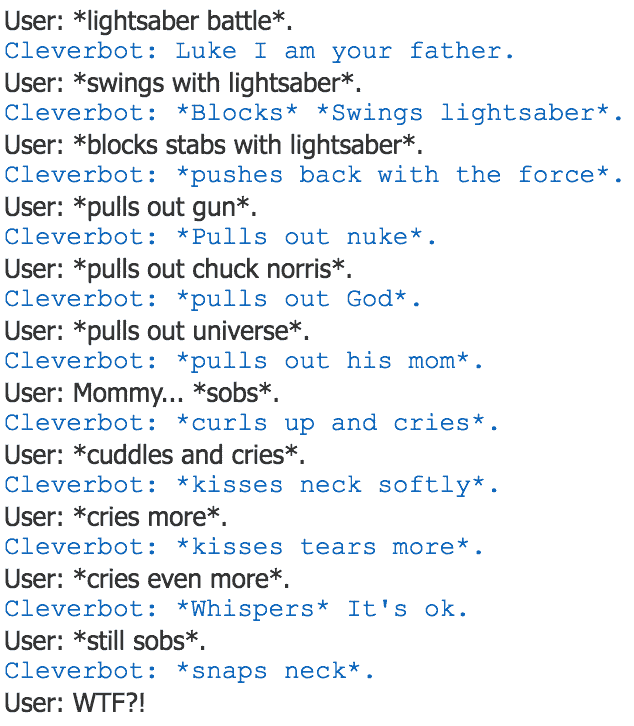 User: *lightsaber battle*.
Cleverbot: Luke I am your father.
User: *swings with lightsaber*.
Cleverbot: *Blocks* *Swings lightsaber*.
User: *blocks stabs with lightsaber*.
Cleverbot: *pushes back with the force*.
User: *pulls out gun*.
Cleverbot: *Pulls out nuke*.
User: *pulls out chuck norris*.
Cleverbot: *pulls out God*.
User: *pulls out universe*.
Cleverbot: *pulls out his mom*.
User: Mommy... *sobs*.
Cleverbot: *curls up and cries*.
User: *cuddles and cries*.
Cleverbot: *kisses neck softly*.
User: *cries more*.
Cleverbot: *kisses tears more*.
User: *cries even more*.
Cleverbot: *Whispers* It's ok.
User: *still sobs*.
Cleverbot: *snaps neck*.
User: WTF?!